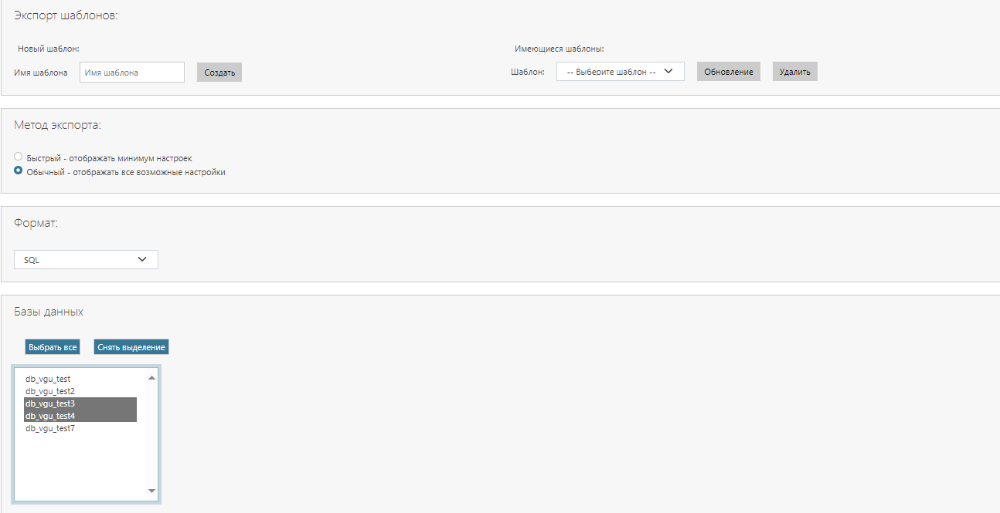 Экспорт шаблонов:
Новый шаблон:
Имя шаблона Имя шаблона Создать
Имеющиеся шаблоны:
Шаблон: -- Выберите шаблон -- Обновление Удалить
Метод экспорта:
Быстрый - отображать минимум настроек
Обычный - отображать все возможные настройки
Формат:
SQL
Базы данных
Выбрать все Снять выделение
db_vgu_test
db_vgu_test2
db_vgu_test3
db_vgu_test4
db_vgu_test7